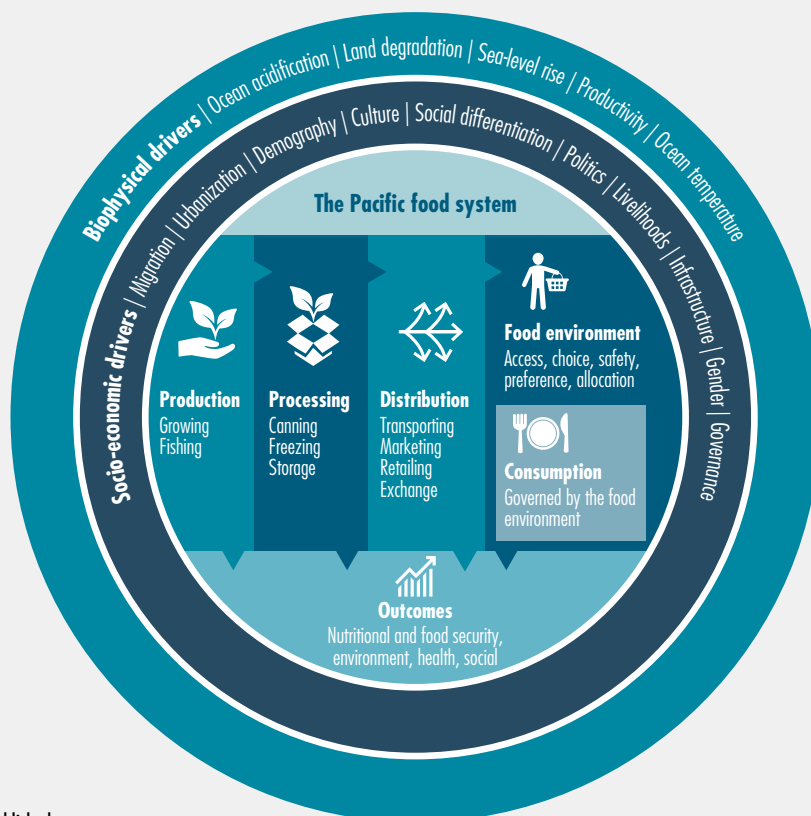 Biophysical drivers | Ocean acidification | Land degradation | Sea-level rise | Productivity | Ocean temperature
Socio-economic drivers | Migration | Urbanization | Demography | Culture | Social differentiation | Politics | Livelihoods | Infrastructure | Gender | Governance
The Pacific food system
Production
Growing
Fishing
Processing
Canning
Freezing
Storage
Distribution
Transporting
Marketing
Retailing
Exchange
Food environment
Access, choice, safety,
preference, allocation
Consumption
Governed by the food
environment
Outcomes
Nutritional and food security,
environment, health, social